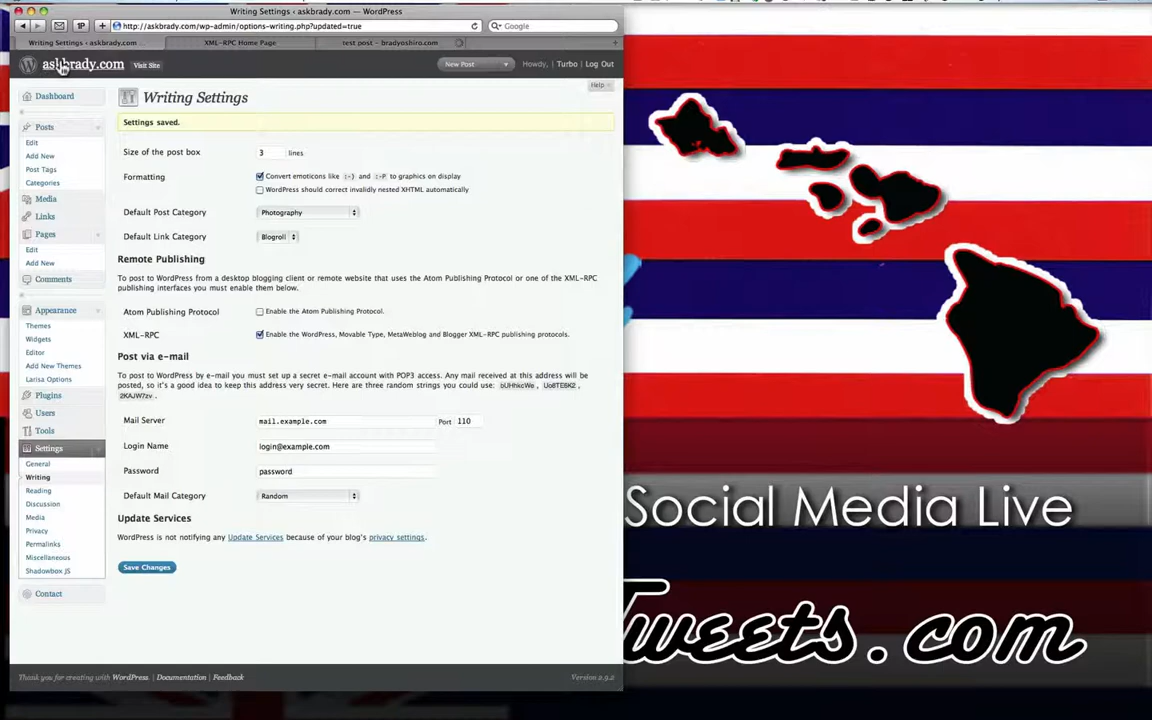 Writing Settings ‹ askbrady.com — WordPress
http://askbrady.com/wp-admin/options-writing.php?updated=true
Google
Writing Settings ‹ askbrady.com
XML-RPC Home Page
test post – bradyoshiro.com
askbrady.com
Visit Site
New Post
Howdy, Turbo | Log Out
Help
Dashboard
Writing Settings
Settings saved.
Posts
Edit
Add New
Post Tags
Categories
Media
Links
Pages
Edit
Add New
Comments
Appearance
Themes
Widgets
Editor
Add New Themes
Larisa Options
Plugins
Users
Tools
Settings
General
Writing
Reading
Discussion
Media
Privacy
Permalinks
Miscellaneous
Shadowbox JS
Contact
Size of the post box 3 lines
Formatting Convert emoticons like :-) and :-P to graphics on display
WordPress should correct invalidly nested XHTML automatically
Default Post Category Photography
Default Link Category Blogroll
Remote Publishing
To post to WordPress from a desktop blogging client or remote website that uses the Atom Publishing Protocol or one of the XML-RPC
publishing interfaces you must enable them below.
Atom Publishing Protocol Enable the Atom Publishing Protocol.
XML-RPC Enable the WordPress, Movable Type, MetaWeblog and Blogger XML-RPC publishing protocols.
Post via e-mail
To post to WordPress by e-mail you must set up a secret e-mail account with POP3 access. Any mail received at this address will be
posted, so it's a good idea to keep this address very secret. Here are three random strings you could use:
2KAJW7zv .
Mail Server mail.example.com Port 110
Login Name login@example.com
Password password
Default Mail Category Random
Update Services
WordPress is not notifying any Update Services because of your blog's privacy settings.
Save Changes
Thank you for creating with WordPress. | Documentation | Feedback
Version 2.9.2
Social Media Live
Tweets.com